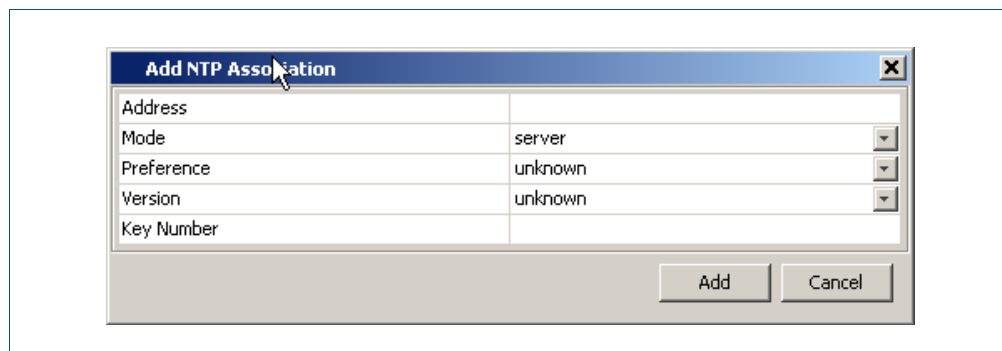 Add NTP Association
Address
Mode server
Preference unknown
Version unknown
Key Number
Add Cancel